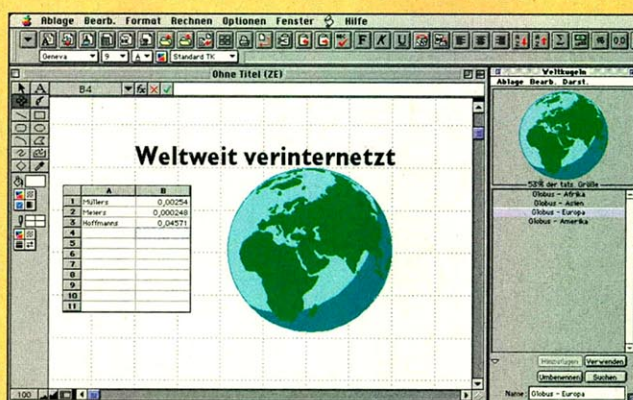 Ablage Bearb. Format Rechnen Optionen Fenster Hilfe
F K U
Geneva 9 A Standard TK
Ohne Titel (ZE)
B4 fx
Weltweit verinternetzt
A B
1 Müllers 0,00254
2 Meiers 0,000248
3 Hoffmanns 0,04571
4
5
6
7
8
9
10
11
100
Weltkugeln
Ablage Bearb. Darst.
53% der tats. Größe
Globus - Afrika
Globus - Asien
Globus - Europa
Globus - Amerika
Hinzufügen Verwenden
Umbenennen Suchen
Name: Globus - Europa